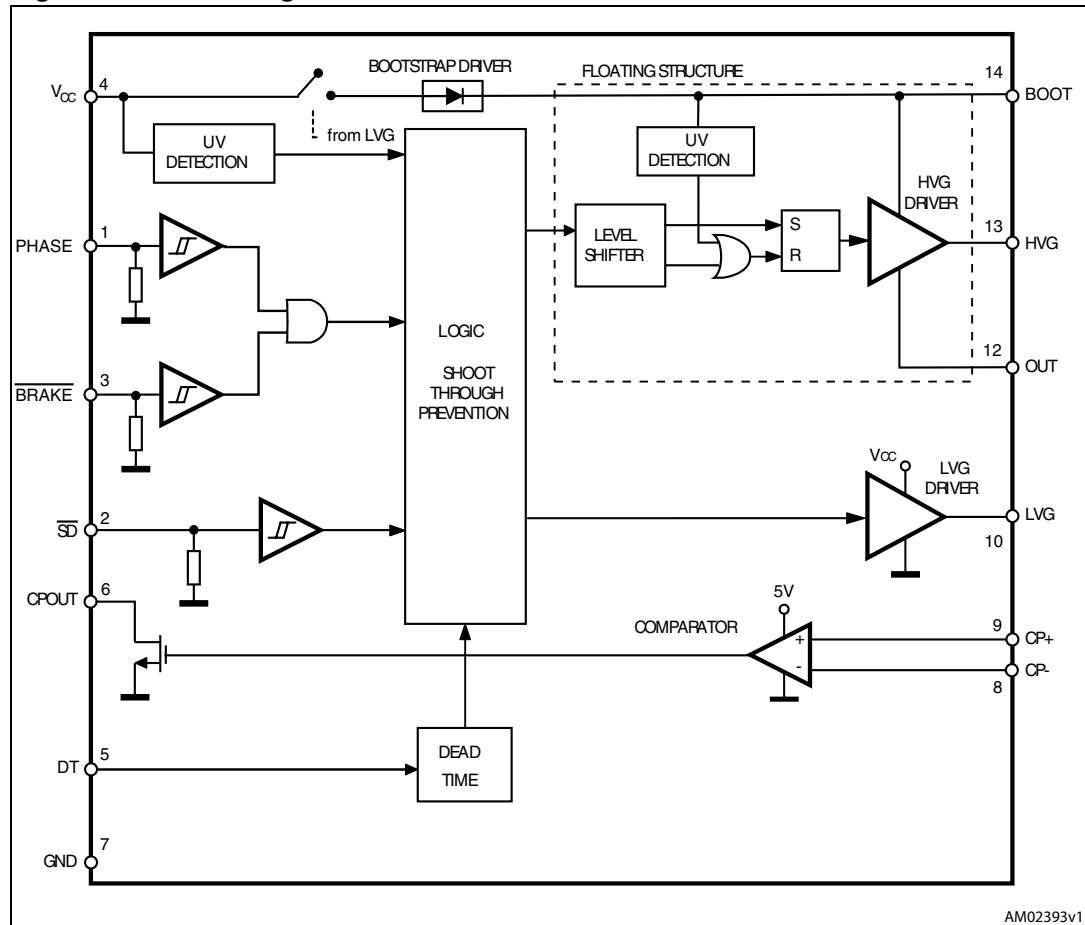 BOOTSTRAP DRIVER
FLOATING STRUCTURE
14
4
VCC
BOOT
from LVG
UV
DETECTION
UV
DETECTION
HVG
DRIVER
1
PHASE
13
HVG
LEVEL
SHIFTER
S
R
LOGIC
SHOOT
THROUGH
PREVENTION
12
OUT
3
BRAKE
VCC
LVG
DRIVER
2
SD
LVG
10
6
CPOUT
5V
COMPARATOR
9
+
CP+
-
CP-
8
5
DT
DEAD
TIME
7
GND
AM02393v1